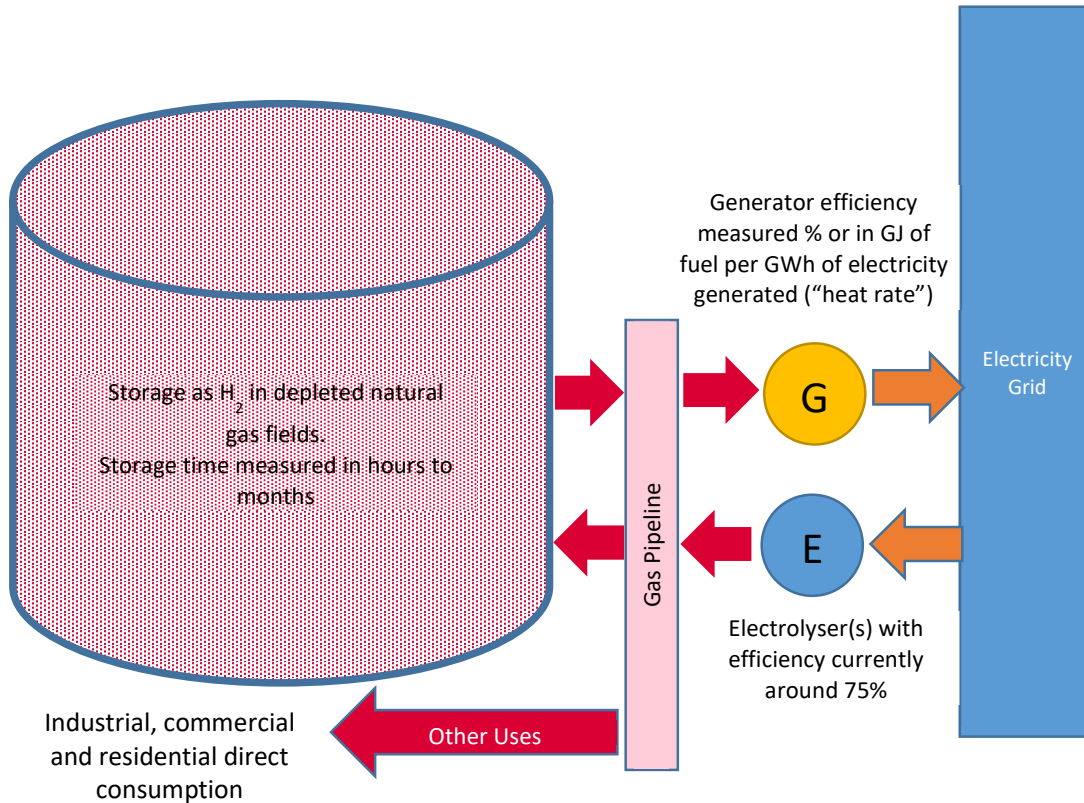 Generator efficiency
measured % or in GJ of
fuel per GWh of electricity
generated (“heat rate”)
Electricity
Grid
Storage as H₂ in depleted natural
gas fields.
Storage time measured in hours to
months
G
Gas Pipeline
E
Electrolyser(s) with
efficiency currently
around 75%
Industrial, commercial
and residential direct
consumption
Other Uses